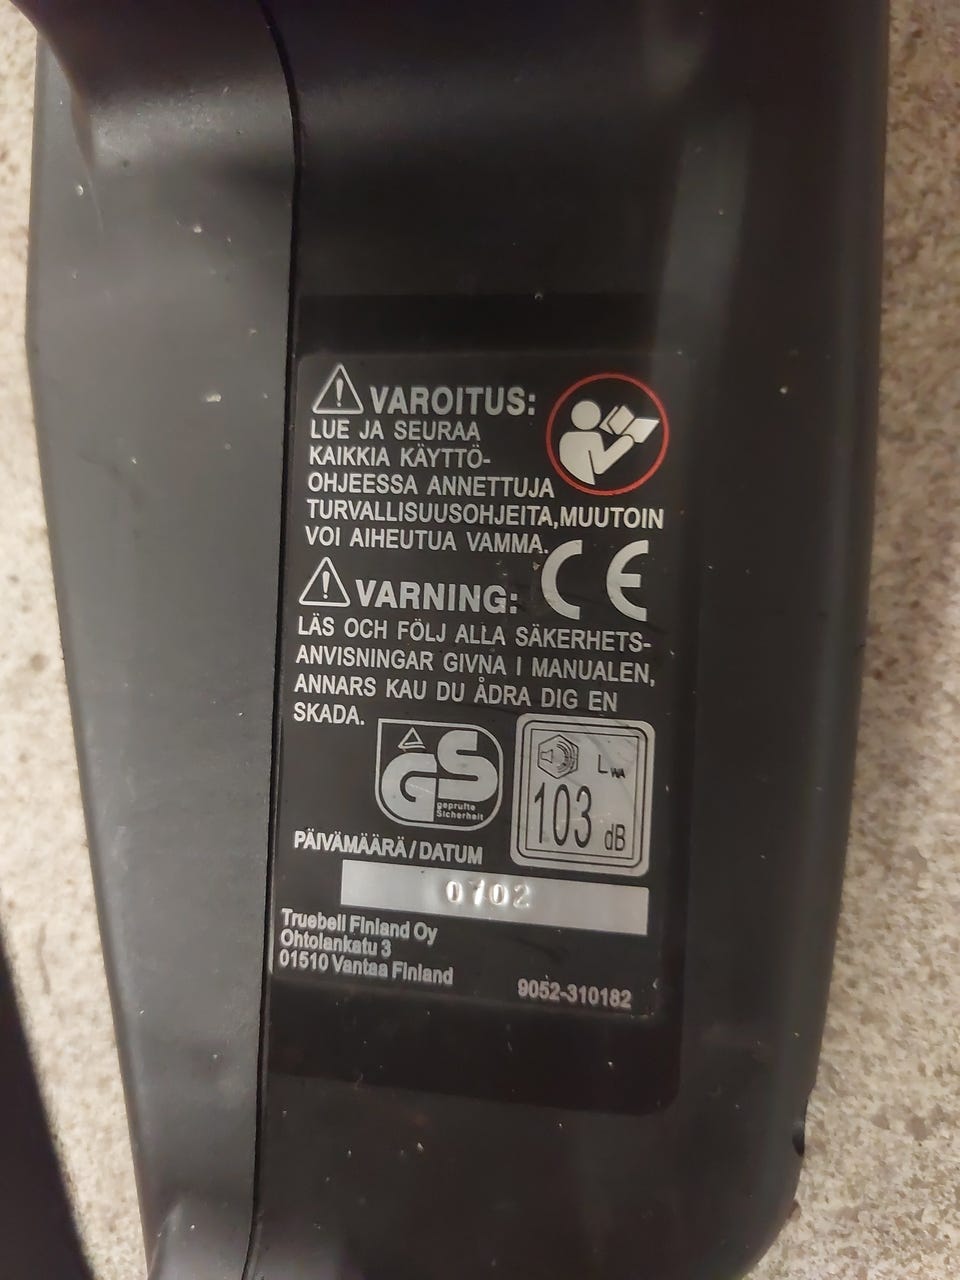 VAROITUS:
LUE JA SEURAA
KAIKKIA KÄYTTÖ-
OHJEESSA ANNETTUJA
TURVALLISUUSOHJEITA,MUUTOIN
VOI AIHEUTUA VAMMA.
CE
VARNING:
LÄS OCH FÖLJ ALLA SÄKERHETS-
ANVISNINGAR GIVNA I MANUALEN,
ANNARS KAU DU ÅDRA DIG EN
SKADA.
GS
geprüfte
Sicherheit
LWA
103 dB
PÄIVÄMÄÄRÄ/DATUM
0702
Truebell Finland Oy
Ohtolankatu 3
01510 Vantaa Finland
9052-310182